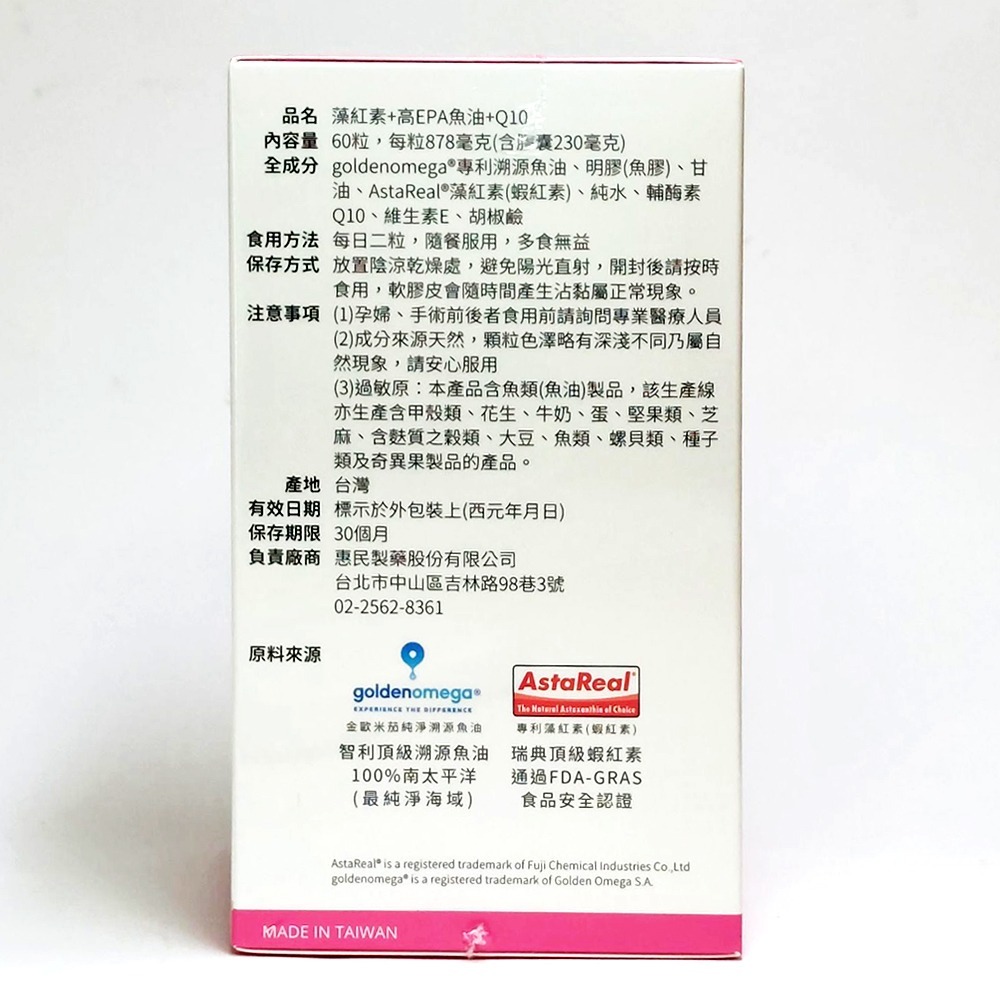 品名 藻紅素+高EPA魚油+Q10
內容量 60粒，每粒878毫克(含膠囊230毫克)
全成分 goldenomega®專利溯源魚油、明膠(魚膠)、甘
油、AstaReal®藻紅素(蝦紅素)、純水、輔酶素
Q10、維生素E、胡椒鹼
食用方法 每日二粒，隨餐服用，多食無益
保存方式 放置陰涼乾燥處，避免陽光直射，開封後請按時
食用，軟膠皮會隨時間產生沾黏屬正常現象。
注意事項 (1)孕婦、手術前後者食用前請詢問專業醫療人員
(2)成分來源天然，顆粒色澤略有深淺不同乃屬自
然現象，請安心服用
(3)過敏原：本產品含魚類(魚油)製品，該生產線
亦生產含甲殼類、花生、牛奶、蛋、堅果類、芝
麻、含麩質之穀類、大豆、魚類、螺貝類、種子
類及奇異果製品的產品。
產地 台灣
有效日期 標示於外包裝上(西元年月日)
保存期限 30個月
負責廠商 惠民製藥股份有限公司
台北市中山區吉林路98巷3號
02-2562-8361
原料來源
goldenomega®
EXPERIENCE THE DIFFERENCE
金歐米茄純淨溯源魚油
智利頂級溯源魚油
100%南太平洋
(最純淨海域)
AstaReal®
The Natural Astaxanthin of Choice
專利藻紅素(蝦紅素)
瑞典頂級蝦紅素
通過FDA-GRAS
食品安全認證
AstaReal® is a registered trademark of Fuji Chemical Industries Co.,Ltd
goldenomega® is a registered trademark of Golden Omega S.A.
MADE IN TAIWAN